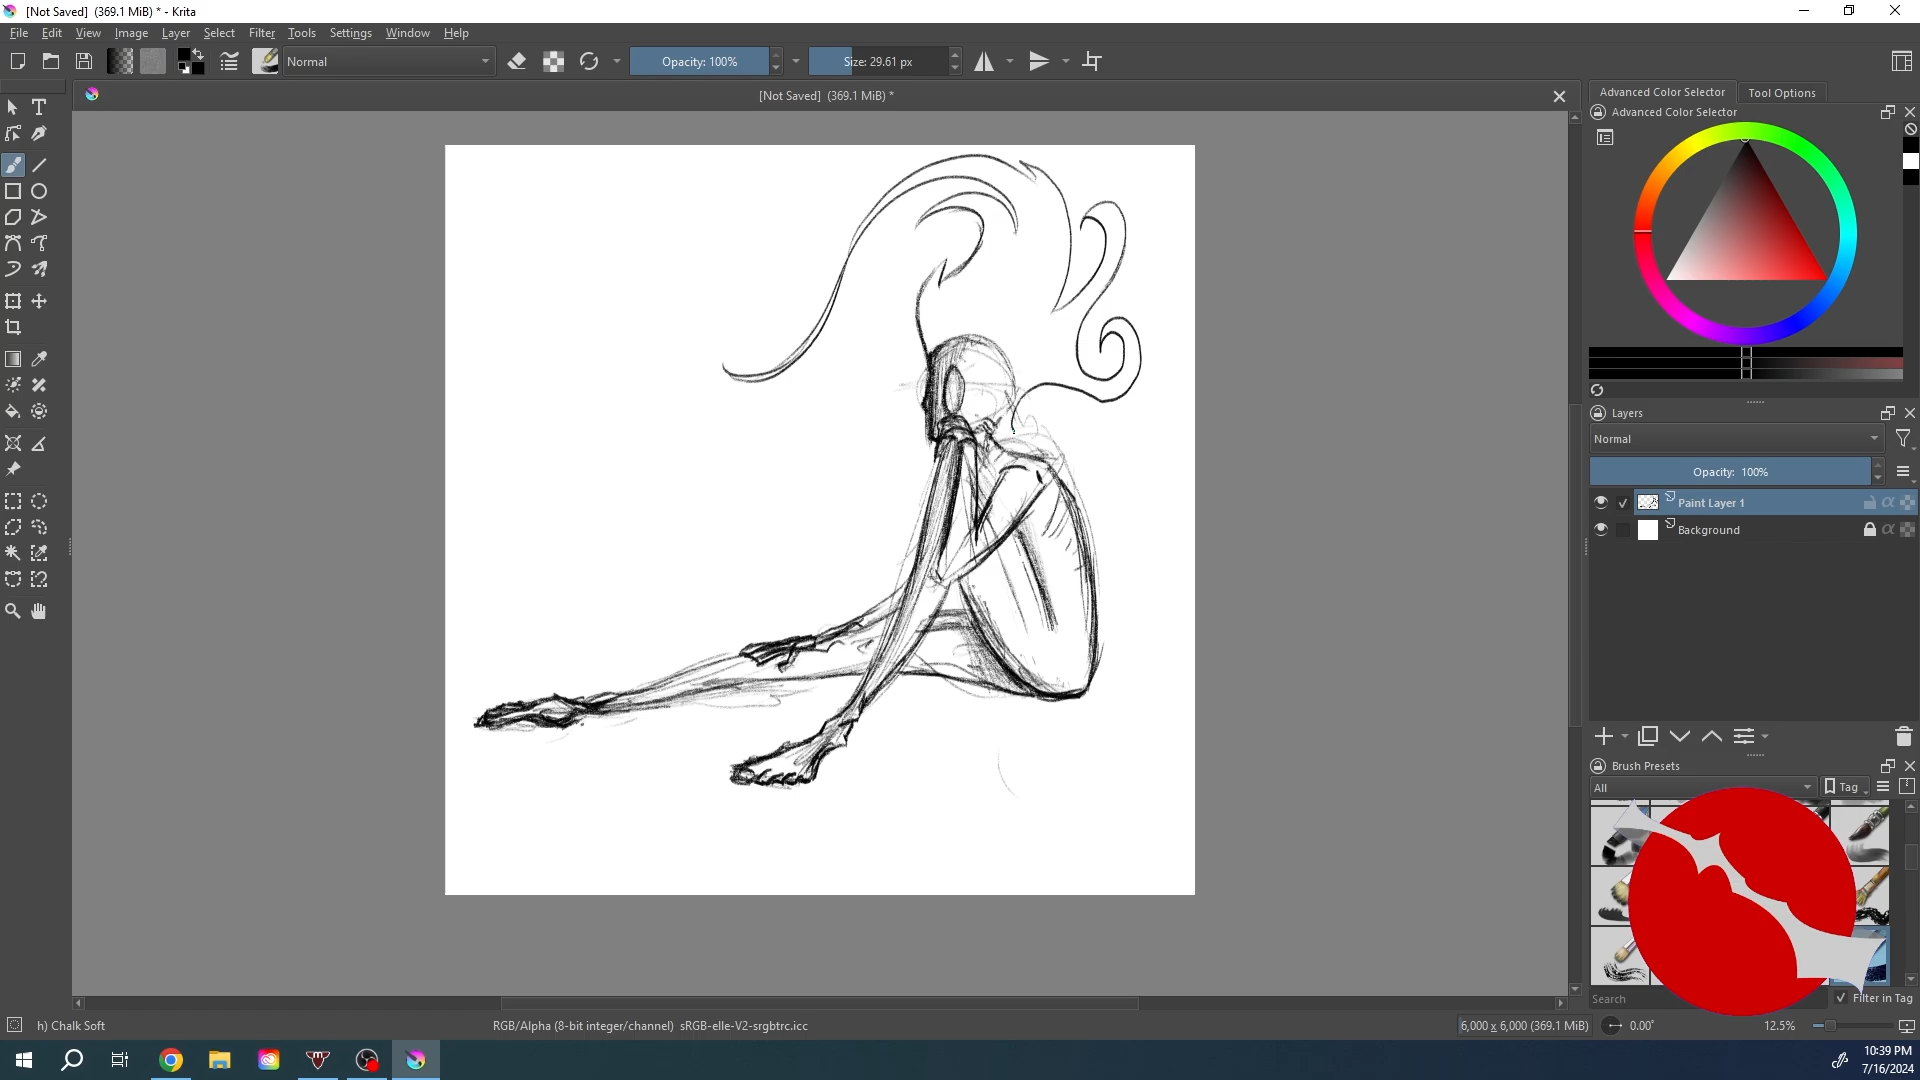 [Not Saved]  (369.1 MiB) * - Krita
File Edit View Image Layer Select Filter Tools Settings Window Help
Normal Opacity: 100% Size: 29.61 px
[Not Saved]  (369.1 MiB) *
Advanced Color Selector Tool Options
Advanced Color Selector
Layers
Normal
Opacity:  100%
Paint Layer 1
Background
Brush Presets
All Tag
Search Filter in Tag
h) Chalk Soft RGB/Alpha (8-bit integer/channel)  sRGB-elle-V2-srgbtrc.icc 6,000 x 6,000 (369.1 MiB) 0.00° 12.5%
10:39 PM
7/16/2024